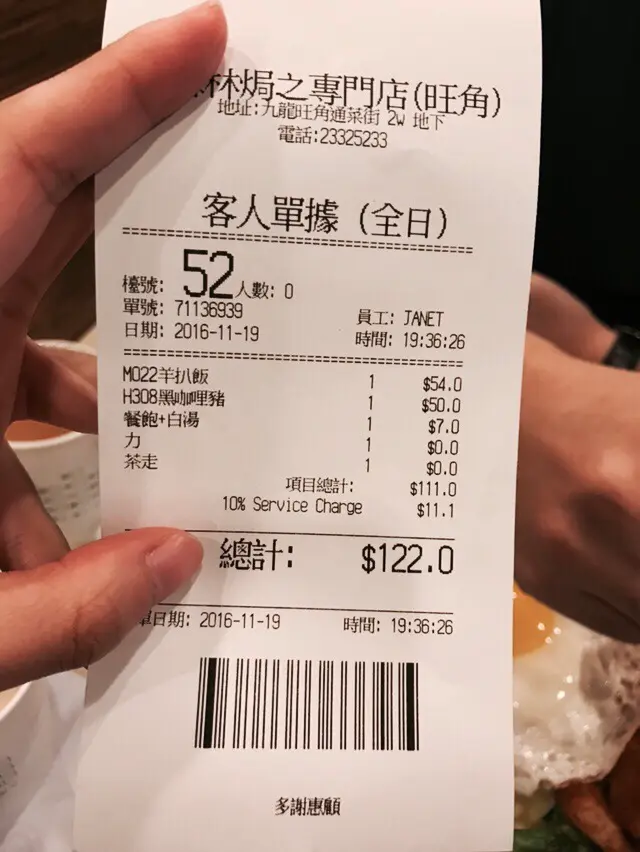 林焗之專門店(旺角)
地址:九龍旺角通菜街 2W 地下
電話:23325233
客人單據 (全日)
檯號: 52 人數: 0
單號: 71136939 員工: JANET
日期: 2016-11-19 時間: 19:36:26
M022羊扒飯 1 $54.0
H308黑咖哩豬 1 $50.0
餐飽+白湯 1 $7.0
力 1 $0.0
茶走 1 $0.0
項目總計: $111.0
10% Service Charge $11.1
總計: $122.0
單日期: 2016-11-19 時間: 19:36:26
多謝惠顧